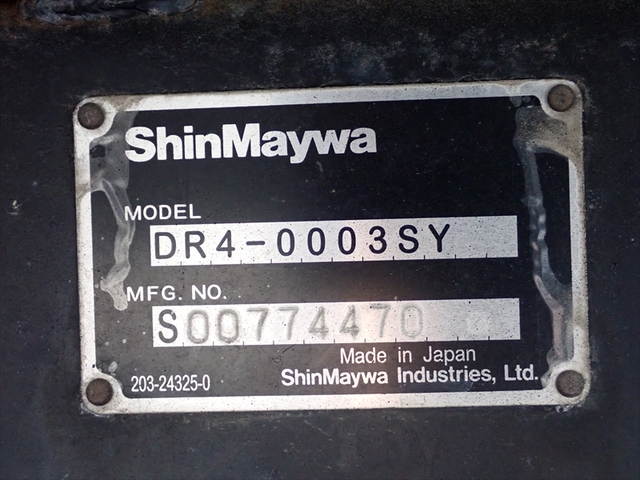 ShinMaywa
MODEL
DR4-0003SY
MFG. NO.
S00774470
Made in Japan
203-24325-0
ShinMaywa Industries, Ltd.